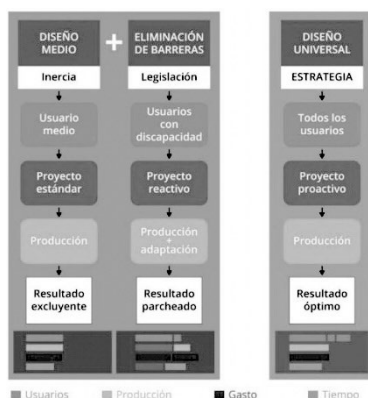 DISEÑO
MEDIO
+
ELIMINACIÓN
DE BARRERAS
Inercia
Legislación
Usuario
medio
Usuarios
con
discapacidad
Proyecto
estándar
Proyecto
reactivo
Producción
Producción
+
adaptación
Resultado
excluyente
Resultado
parcheado
DISEÑO
UNIVERSAL
ESTRATEGIA
Todos los
usuarios
Proyecto
proactivo
Producción
Resultado
óptimo
Usuarios
Producción
Gasto
Tiempo